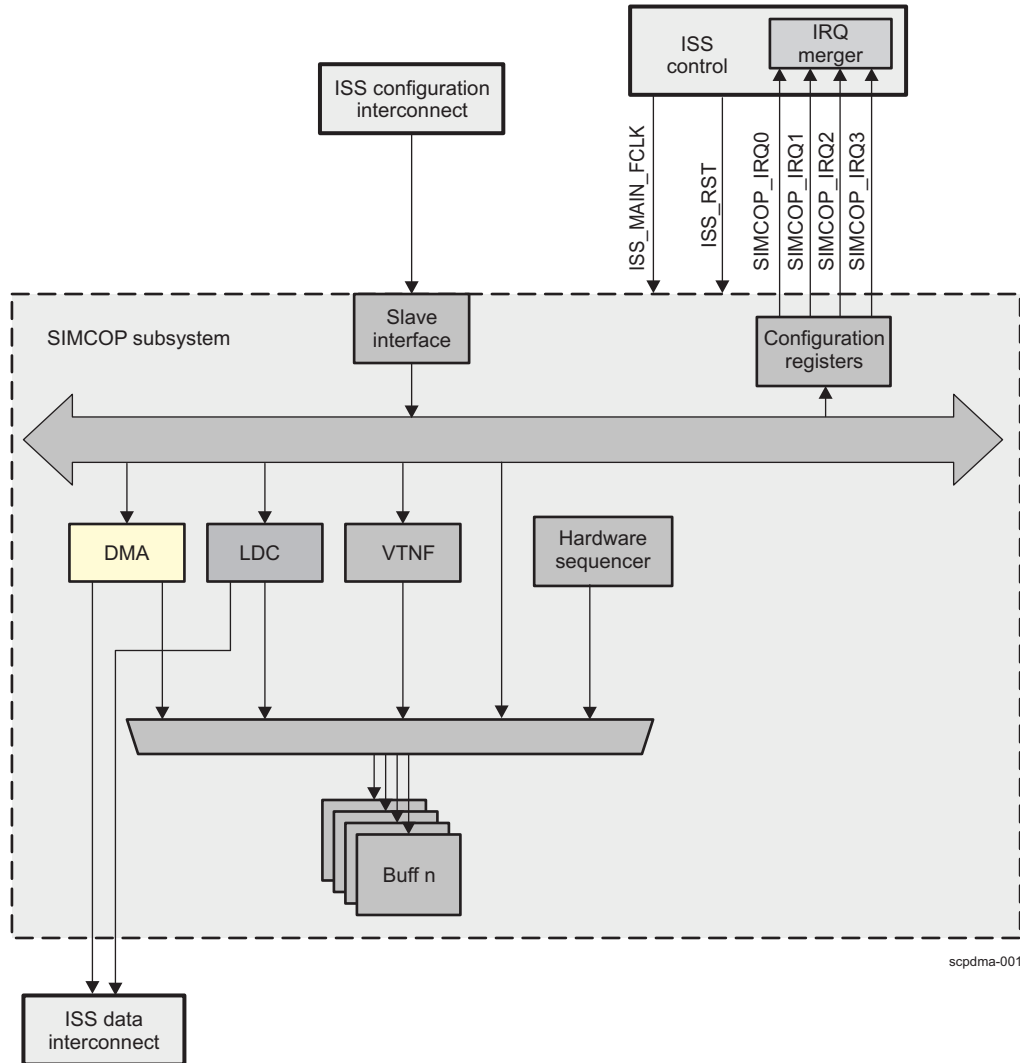 ISS
control
IRQ
merger
ISS configuration
interconnect
ISS_MAIN_FCLK
ISS_RST
SIMCOP_IRQ0
SIMCOP_IRQ1
SIMCOP_IRQ2
SIMCOP_IRQ3
SIMCOP subsystem
Slave
interface
Configuration
registers
DMA
LDC
VTNF
Hardware
sequencer
Buff n
scpdma-001
ISS data
interconnect